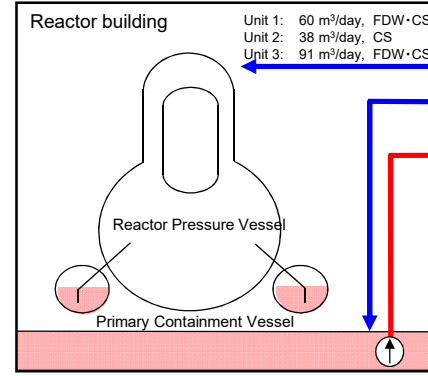 Reactor building
Unit 1: 60 m³/day, FDW・CS
Unit 2: 38 m³/day, CS
Unit 3: 91 m³/day, FDW・CS
Reactor Pressure Vessel
Primary Containment Vessel